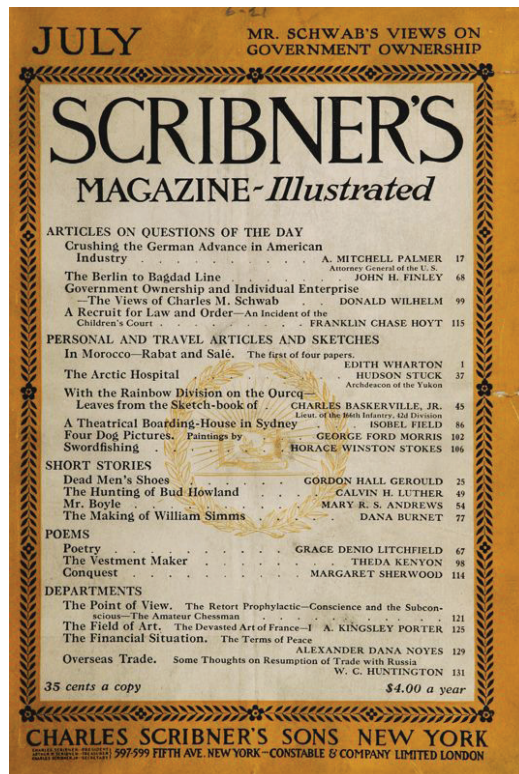 6-21
JULY
MR. SCHWAB'S VIEWS ON
GOVERNMENT OWNERSHIP
SCRIBNER'S
MAGAZINE-Illustrated
ARTICLES ON QUESTIONS OF THE DAY
Crushing the German Advance in American
Industry . . . . . . . . A. MITCHELL PALMER 17
Attorney General of the U. S.
The Berlin to Bagdad Line . . . . . . JOHN H. FINLEY 68
Government Ownership and Individual Enterprise
—The Views of Charles M. Schwab . . DONALD WILHELM 99
A Recruit for Law and Order—An Incident of the
Children's Court . . . . . . . FRANKLIN CHASE HOYT 115
PERSONAL AND TRAVEL ARTICLES AND SKETCHES
In Morocco—Rabat and Salé. The first of four papers.
EDITH WHARTON 1
The Arctic Hospital . . . . . . . HUDSON STUCK 37
Archdeacon of the Yukon
With the Rainbow Division on the Ourcq—
Leaves from the Sketch-book of . CHARLES BASKERVILLE, JR. 45
Lieut. of the 166th Infantry, 42d Division
A Theatrical Boarding-House in Sydney . . . ISOBEL FIELD 86
Four Dog Pictures. Paintings by . . . GEORGE FORD MORRIS 102
Swordfishing . . . . . . HORACE WINSTON STOKES 106
SHORT STORIES
Dead Men's Shoes . . . . . GORDON HALL GEROULD 25
The Hunting of Bud Howland . . . . CALVIN H. LUTHER 49
Mr. Boyle . . . . . . . . MARY R. S. ANDREWS 54
The Making of William Simms . . . . . DANA BURNET 77
POEMS
Poetry . . . . . . . . GRACE DENIO LITCHFIELD 67
The Vestment Maker . . . . . . . THEDA KENYON 98
Conquest . . . . . . . . MARGARET SHERWOOD 114
DEPARTMENTS
The Point of View. The Retort Prophylactic—Conscience and the Subcon-
scious—The Amateur Chessman . . . . . . . . . 121
The Field of Art. The Devasted Art of France—I A. KINGSLEY PORTER 125
The Financial Situation. The Terms of Peace
ALEXANDER DANA NOYES 129
Overseas Trade. Some Thoughts on Resumption of Trade with Russia
W. C. HUNTINGTON 131
35 cents a copy $4.00 a year
CHARLES SCRIBNER'S SONS NEW YORK
597-599 FIFTH AVE. NEW YORK—CONSTABLE & COMPANY LIMITED LONDON